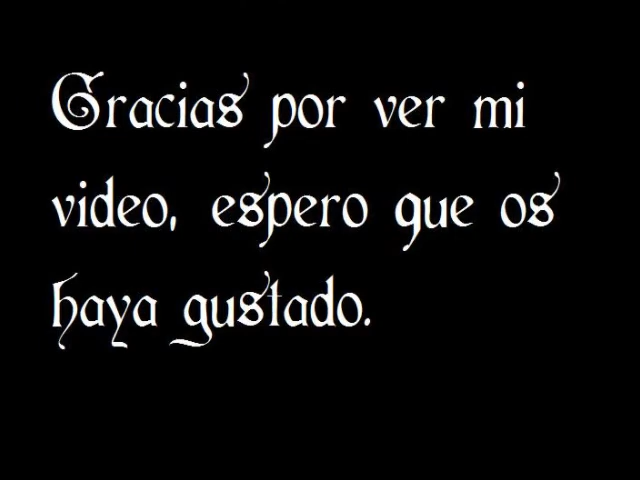 Gracias por ver mi
video, espero que os
haya gustado.